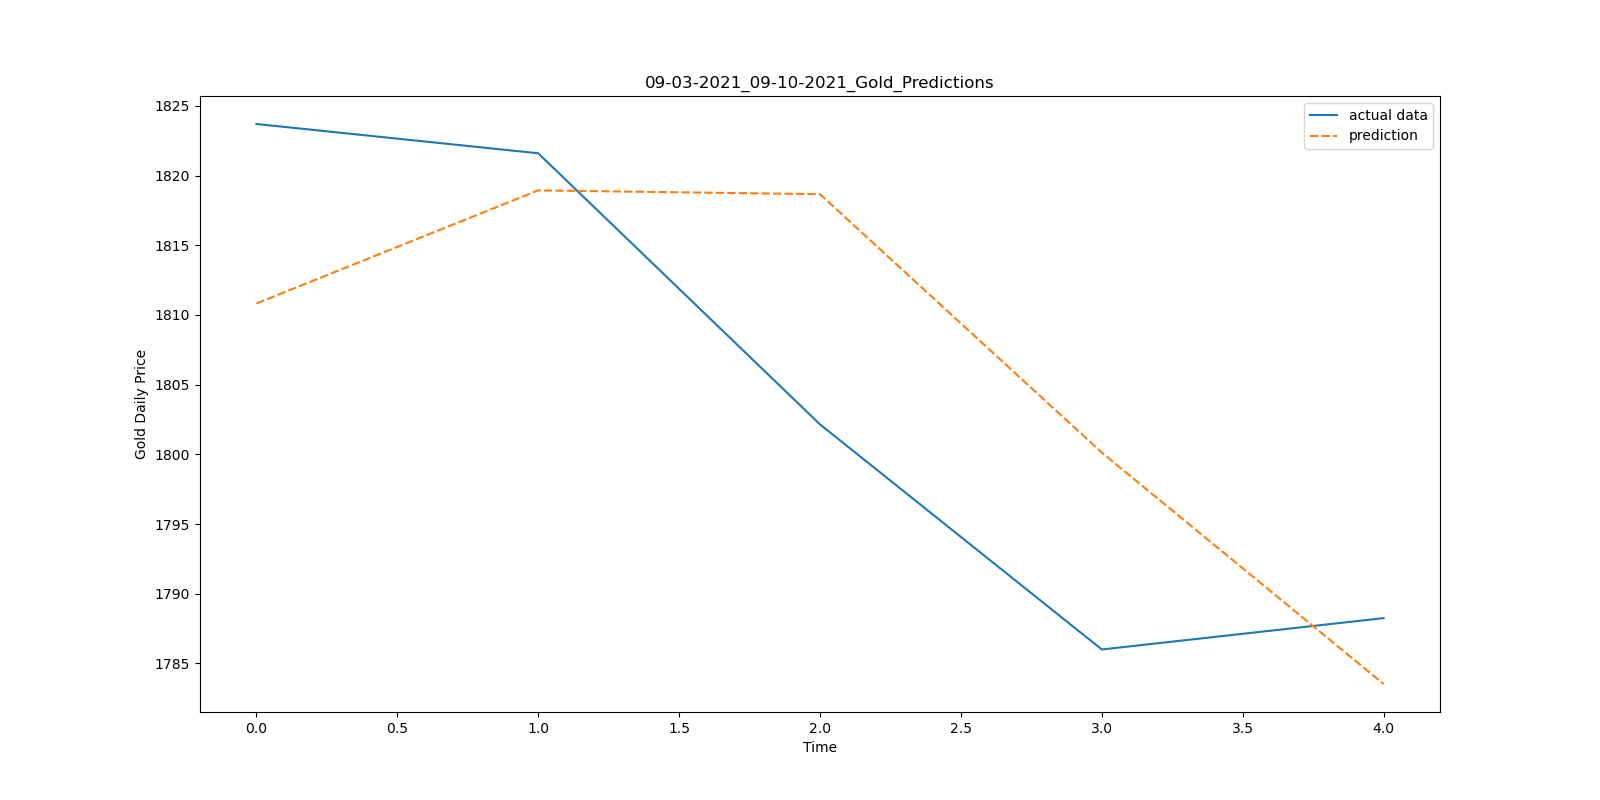 09-03-2021_09-10-2021_Gold_Predictions
actual data
prediction
Gold Daily Price
1825
1820
1815
1810
1805
1800
1795
1790
1785
0.0 0.5 1.0 1.5 2.0 2.5 3.0 3.5 4.0
Time